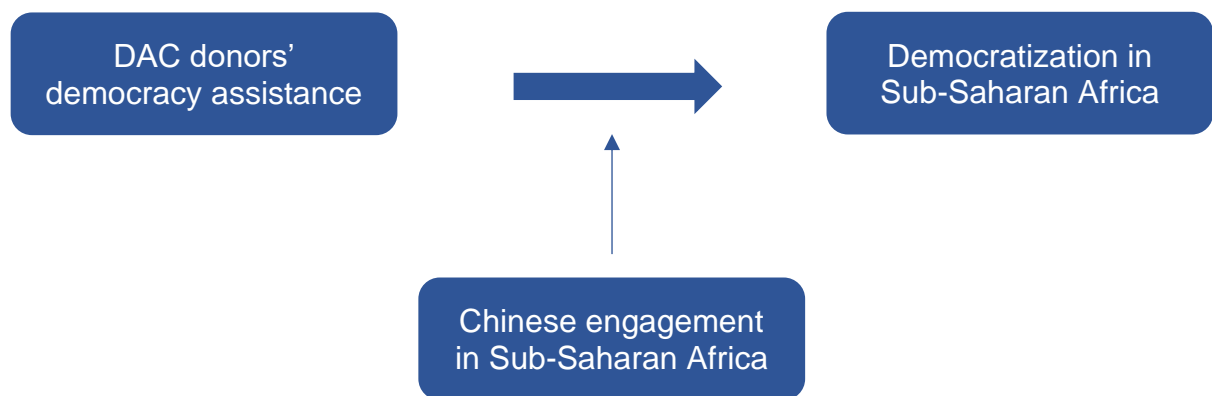 DAC donors’
democracy assistance
Democratization in
Sub-Saharan Africa
Chinese engagement
in Sub-Saharan Africa